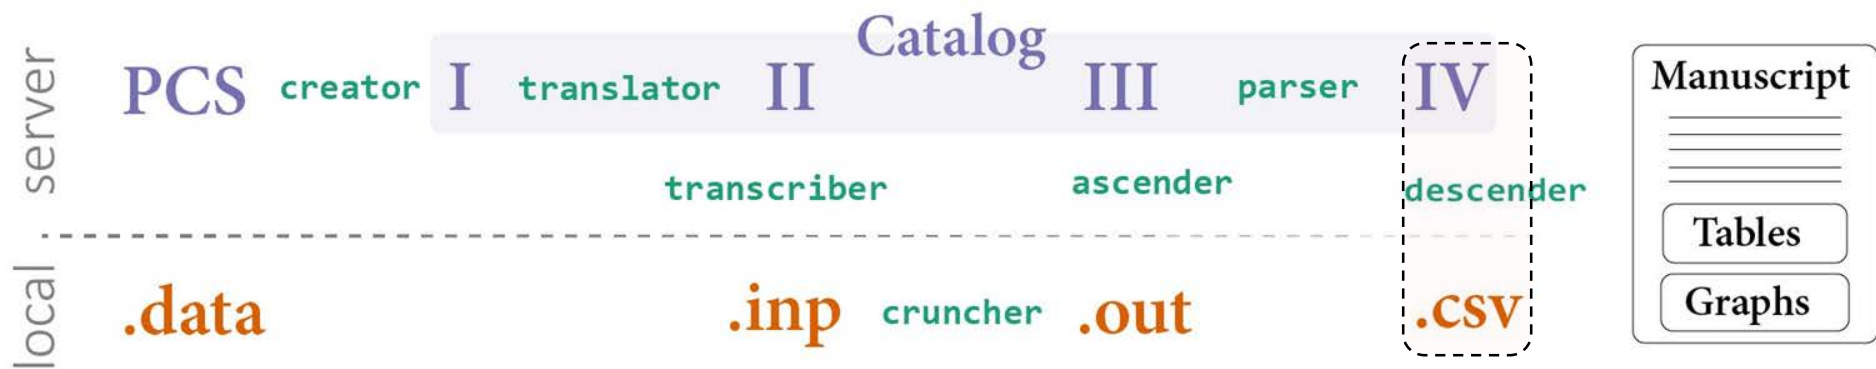 Catalog
server
PCS creator I translator II III parser IV
transcriber ascender descender
local
.data .inp cruncher .out .csv
Manuscript
Tables
Graphs